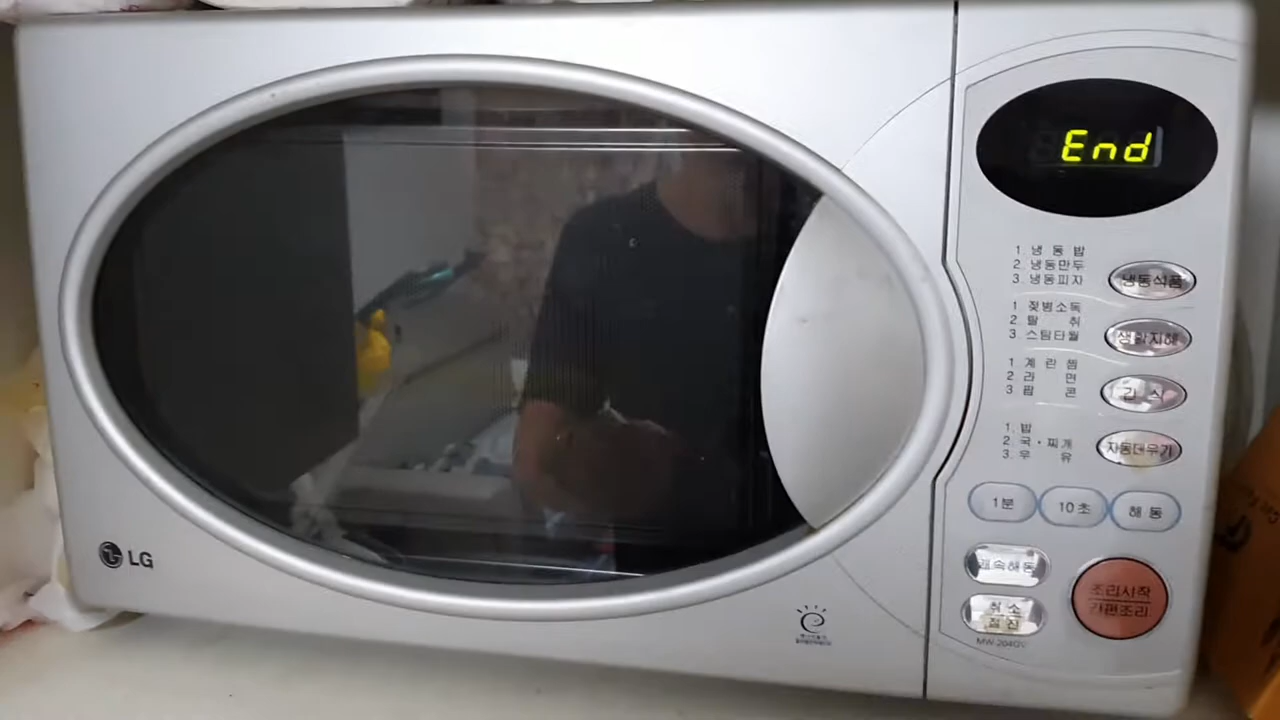 End
1. 냉 동 밥
2. 냉동만두
3. 냉동피자
냉동식품
1 젖병소독
2 탈 취
3 스팀타월
생활지혜
1 계 란 찜
2 라 면
3 팝 콘
간 식
1. 밥
2. 국·찌개
3. 우 유
자동데우기
1분
10초
해 동
쾌속해동
취 소
절 전
조리시작
간편조리
LG